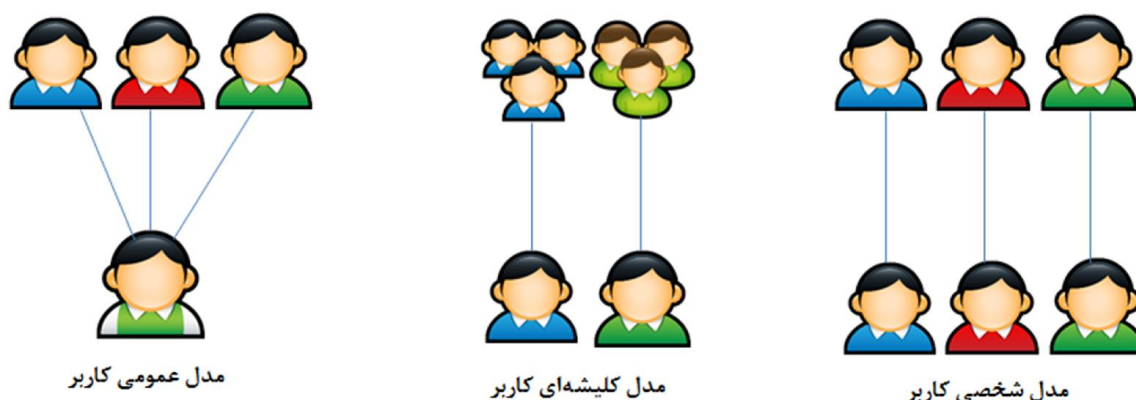 مدل شخصی کاربر
مدل کلیشه‌ای کاربر
مدل عمومی کاربر